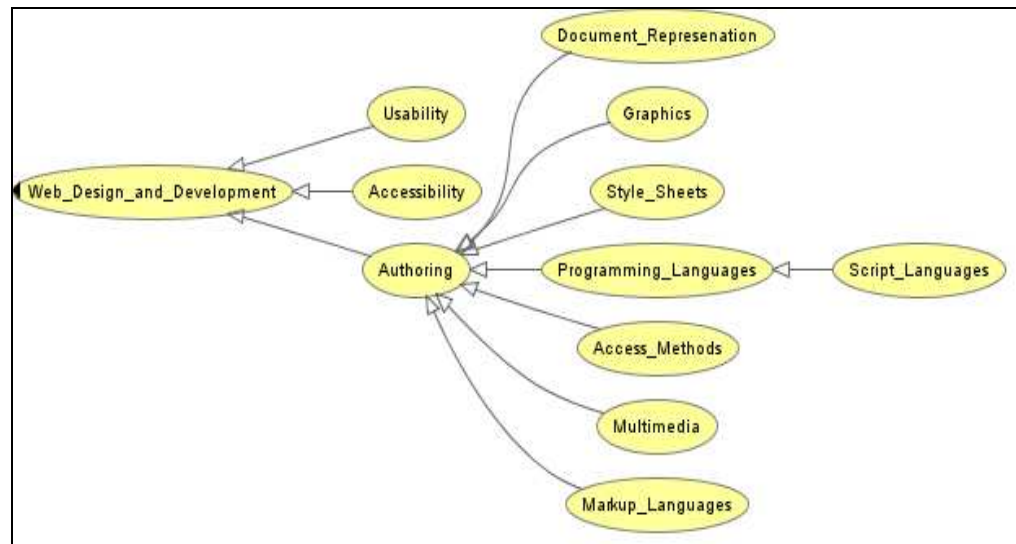 Document_Represenation
Usability
Graphics
Web_Design_and_Development
Accessibility
Style_Sheets
Authoring
Programming_Languages
Script_Languages
Access_Methods
Multimedia
Markup_Languages